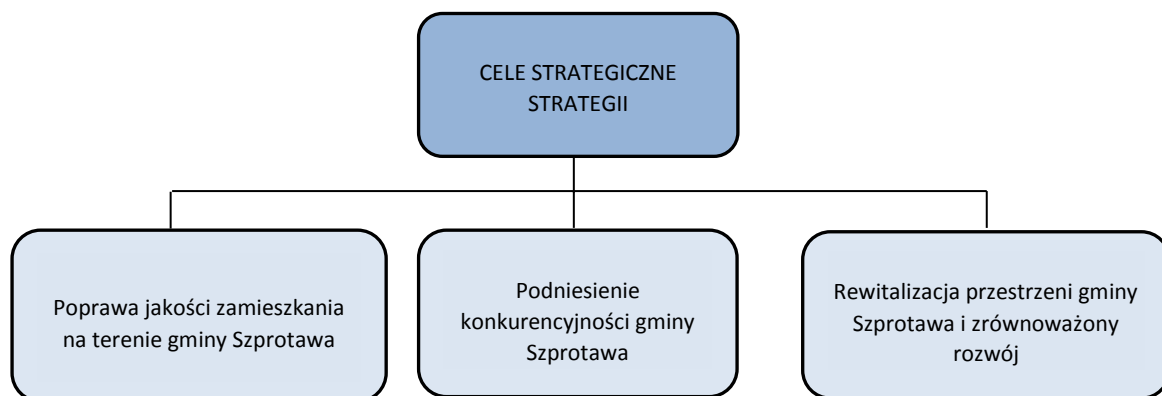 CELE STRATEGICZNE
STRATEGII
Poprawa jakości zamieszkania
na terenie gminy Szprotawa
Podniesienie
konkurencyjności gminy
Szprotawa
Rewitalizacja przestrzeni gminy
Szprotawa i zrównoważony
rozwój